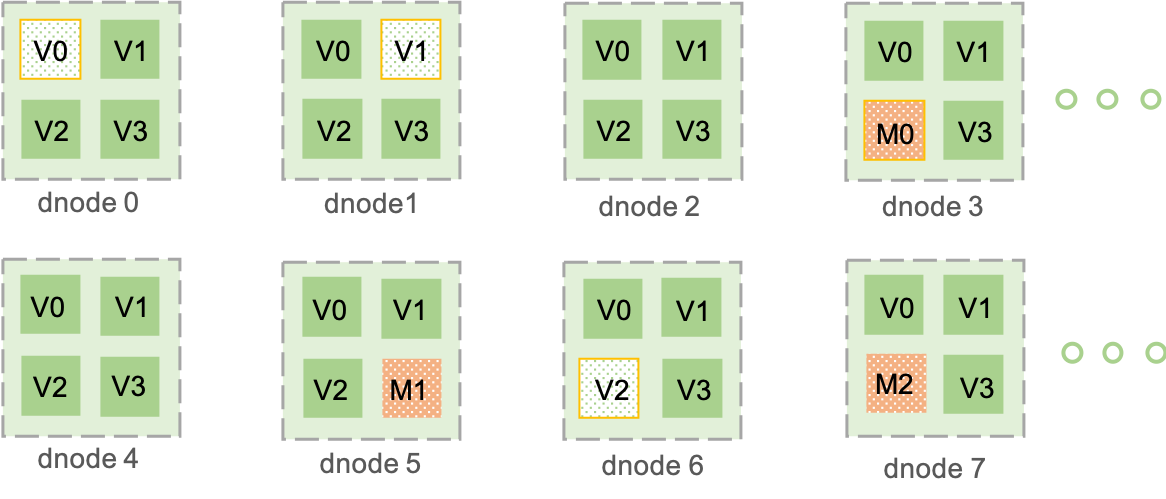 V0 V1
V2 V3
dnode 0
V0 V1
V2 V3
dnode1
V0 V1
V2 V3
dnode 2
V0 V1
M0 V3
dnode 3
V0 V1
V2 V3
dnode 4
V0 V1
V2 M1
dnode 5
V0 V1
V2 V3
dnode 6
V0 V1
M2 V3
dnode 7